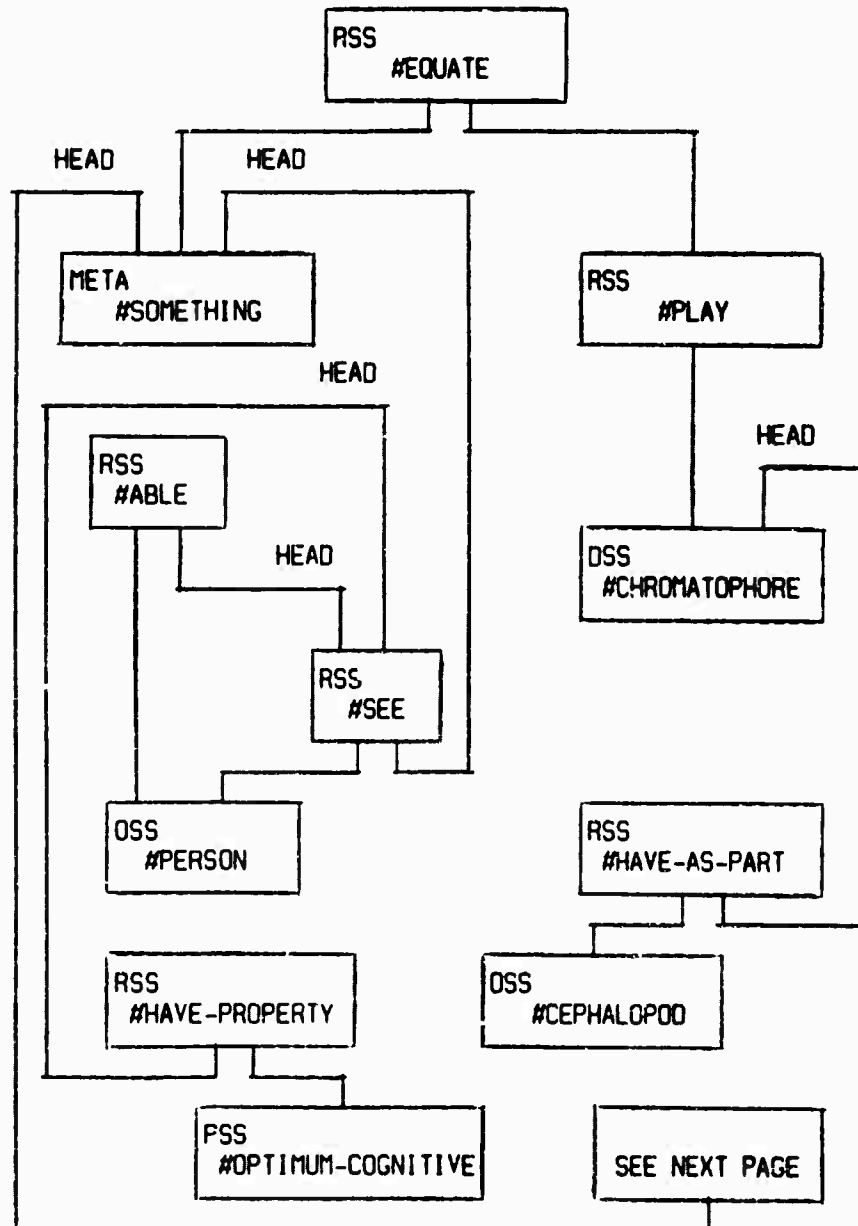 RSS
#EQUATE
HEAD
HEAD
META
#SOMETHING
RSS
#PLAY
HEAD
HEAD
RSS
#ABLE
HEAD
OSS
#CHROMATOPHORE
RSS
#SEE
OSS
#PERSON
RSS
#HAVE-AS-PART
RSS
#HAVE-PROPERTY
OSS
#CEPHALOPOD
PSS
#OPTIMUM-COGNITIVE
SEE NEXT PAGE